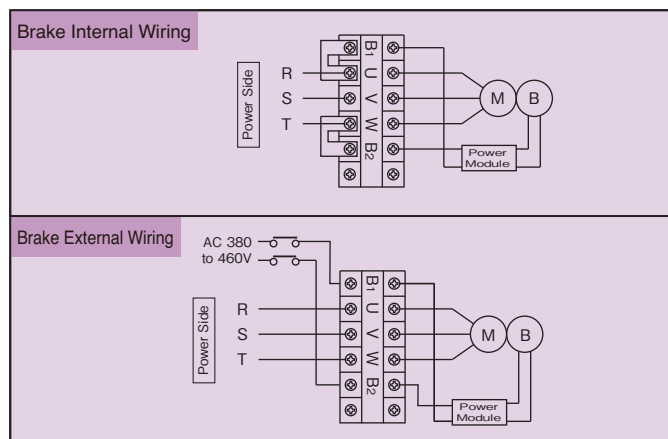 Brake Internal Wiring
Power Side
R
S
T
B1
U
V
W
B2
M
B
Power
Module
Brake External Wiring
AC 380
to 460V
Power Side
R
S
T
B1
U
V
W
B2
M
B
Power
Module